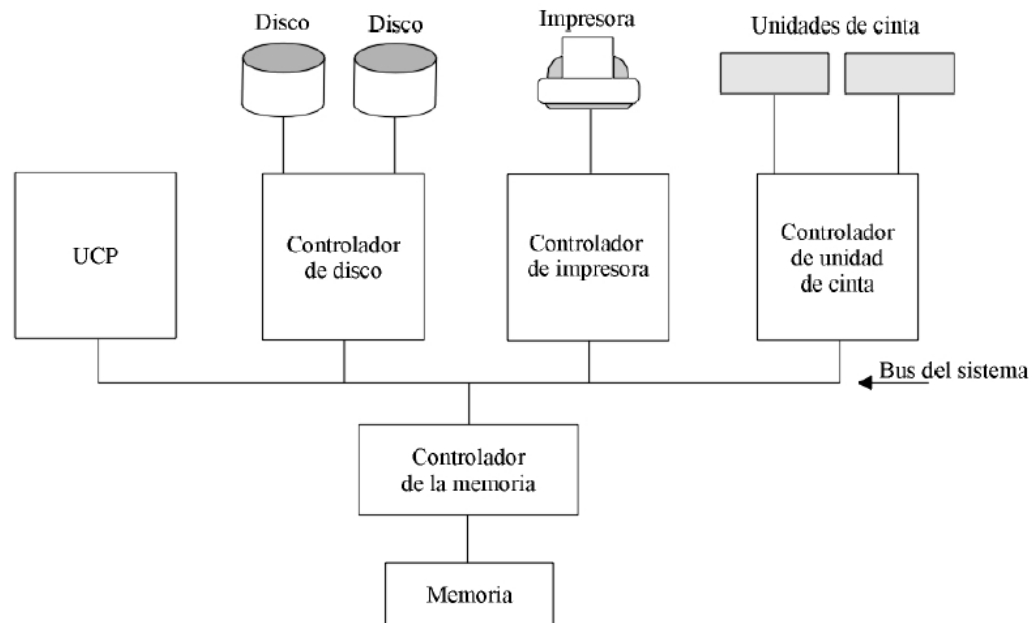 Disco
Disco
Impresora
Unidades de cinta
UCP
Controlador
de disco
Controlador
de impresora
Controlador
de unidad
de cinta
Bus del sistema
Controlador
de la memoria
Memoria